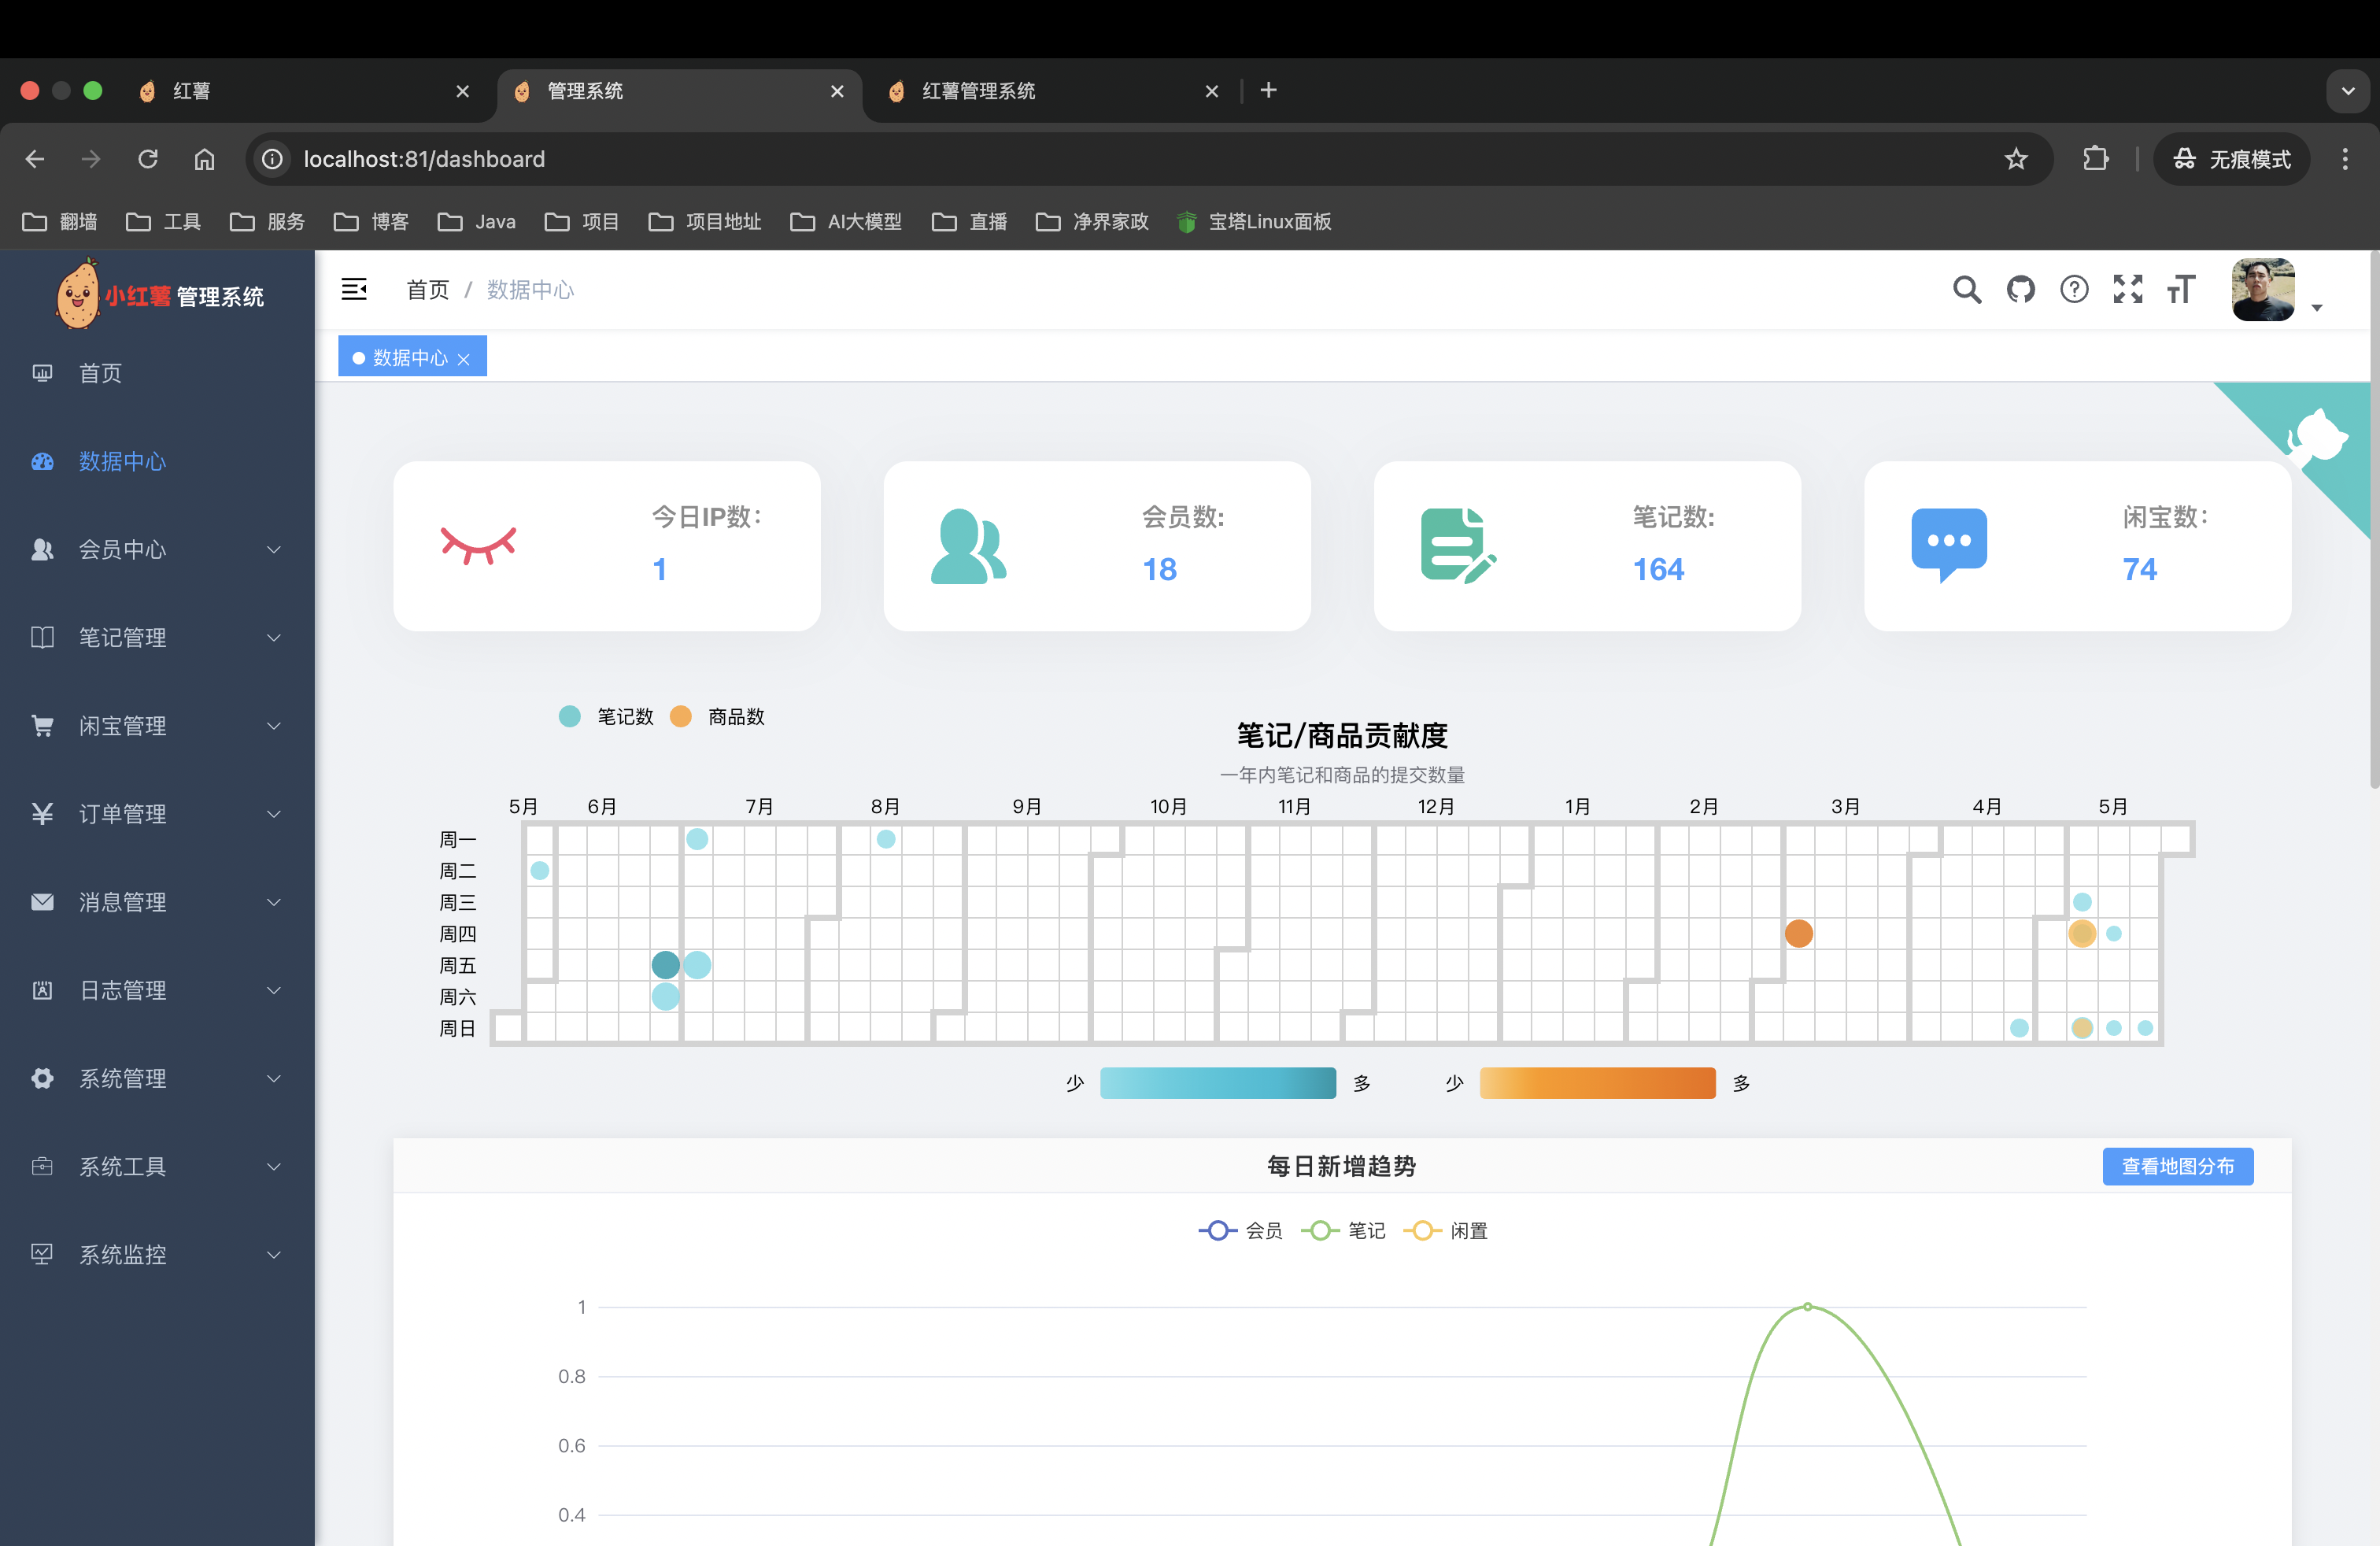 红薯
管理系统
红薯管理系统
localhost:81/dashboard
无痕模式
翻墙 工具 服务 博客 Java 项目 项目地址 AI大模型 直播 净界家政 宝塔Linux面板
小红薯 管理系统
首页 / 数据中心
数据中心
首页
数据中心
会员中心
笔记管理
闲宝管理
订单管理
消息管理
日志管理
系统管理
系统工具
系统监控
今日IP数:
1
会员数:
18
笔记数:
164
闲宝数:
74
笔记数 商品数
笔记/商品贡献度
一年内笔记和商品的提交数量
5月 6月 7月 8月 9月 10月 11月 12月 1月 2月 3月 4月 5月
周一
周二
周三
周四
周五
周六
周日
少 多 少 多
每日新增趋势
查看地图分布
会员 笔记 闲置
1
0.8
0.6
0.4